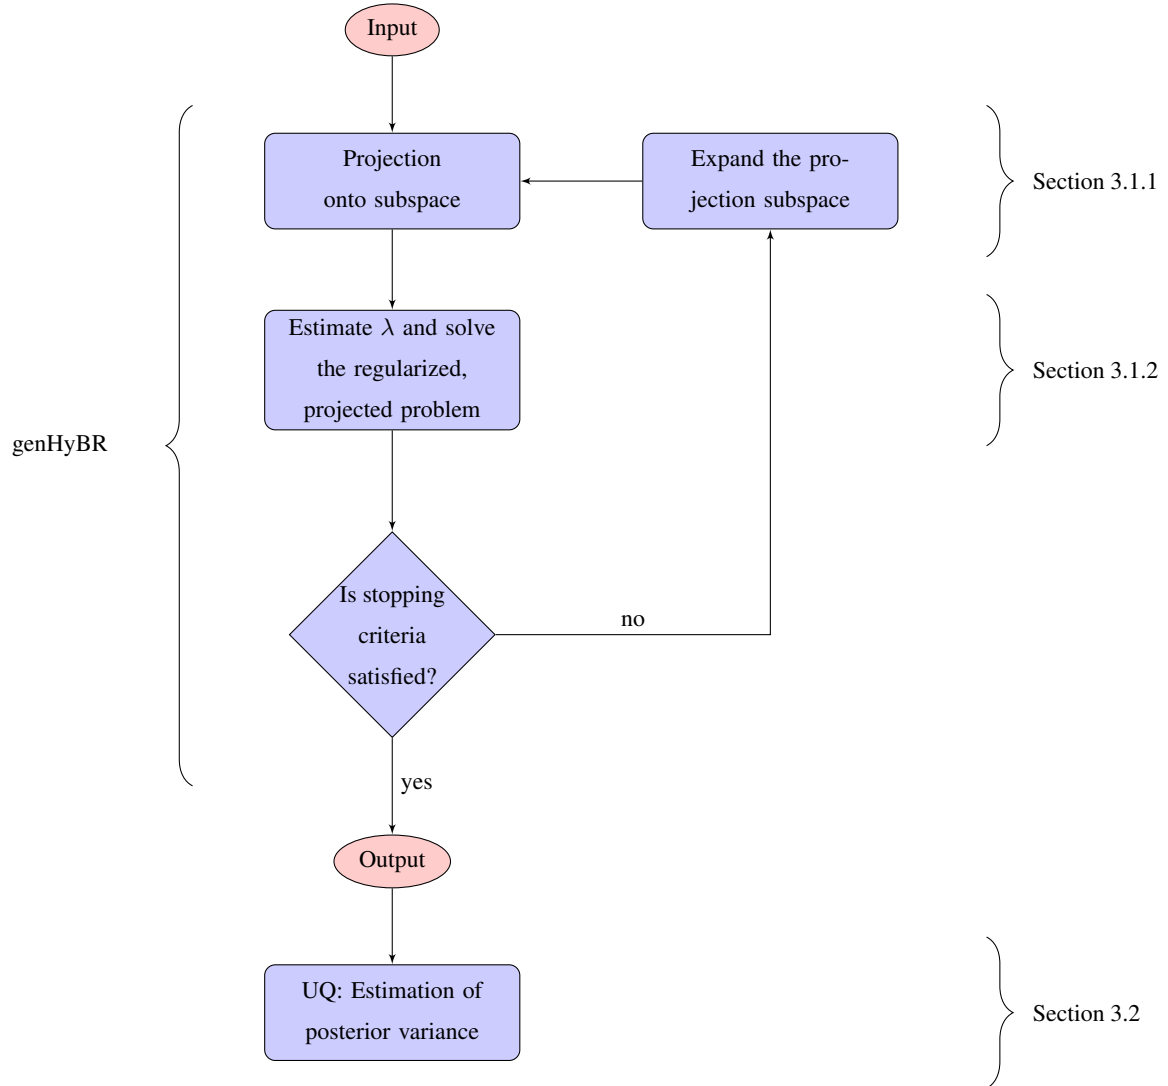 Input
Projection
onto subspace
Expand the pro-
jection subspace
Section 3.1.1
Estimate λ and solve
the regularized,
projected problem
Section 3.1.2
genHyBR
Is stopping
criteria
satisfied?
no
yes
Output
UQ: Estimation of
posterior variance
Section 3.2